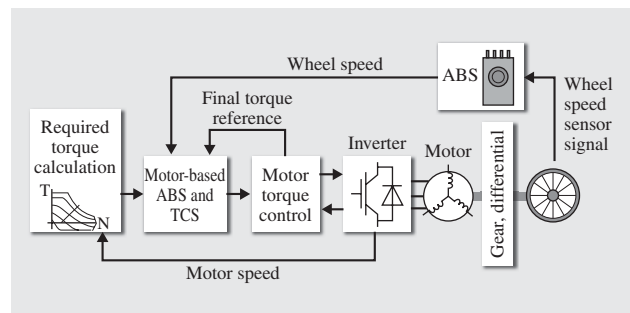 ABS
Wheel speed
Wheel
speed
sensor
signal
Final torque
reference
Required
torque
calculation
T
N
Motor-based
ABS and
TCS
Motor
torque
control
Inverter
Motor
Gear, differential
Motor speed